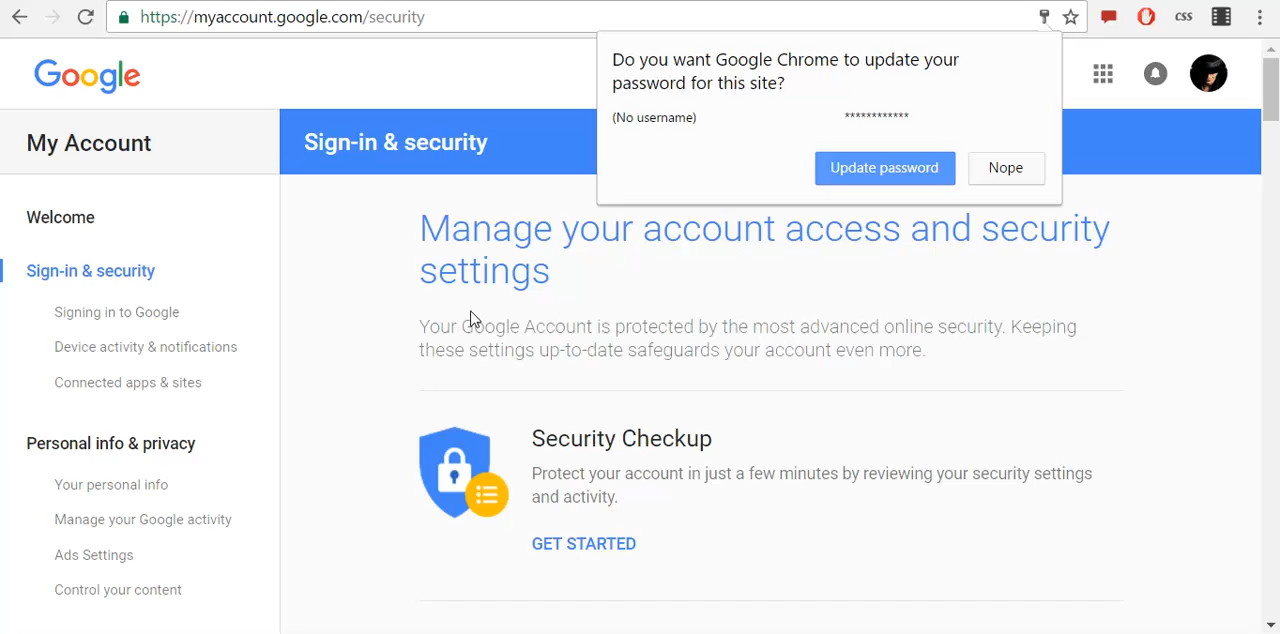 https://myaccount.google.com/security
CSS
Do you want Google Chrome to update your
password for this site?
(No username) ************
Update password Nope
Google
My Account
Sign-in & security
Welcome
Sign-in & security
Signing in to Google
Device activity & notifications
Connected apps & sites
Personal info & privacy
Your personal info
Manage your Google activity
Ads Settings
Control your content
Manage your account access and security
settings
Your Google Account is protected by the most advanced online security. Keeping
these settings up-to-date safeguards your account even more.
Security Checkup
Protect your account in just a few minutes by reviewing your security settings
and activity.
GET STARTED